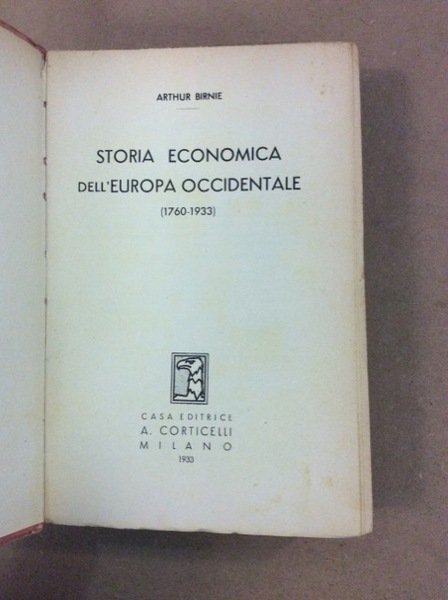 ARTHUR BIRNIE
STORIA ECONOMICA
DELL'EUROPA OCCIDENTALE
(1760-1933)
CASA EDITRICE
A. CORTICELLI
MILANO
1933